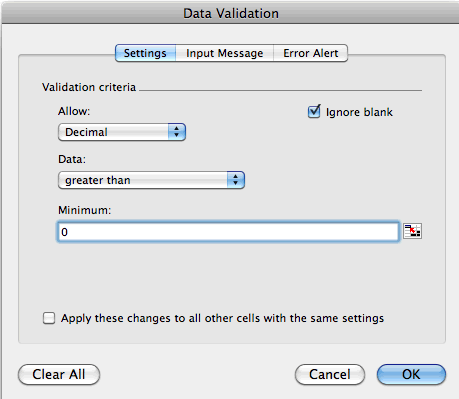 Data Validation
Settings Input Message Error Alert
Validation criteria
Allow:
Ignore blank
Decimal
Data:
greater than
Minimum:
0
Apply these changes to all other cells with the same settings
Clear All Cancel OK